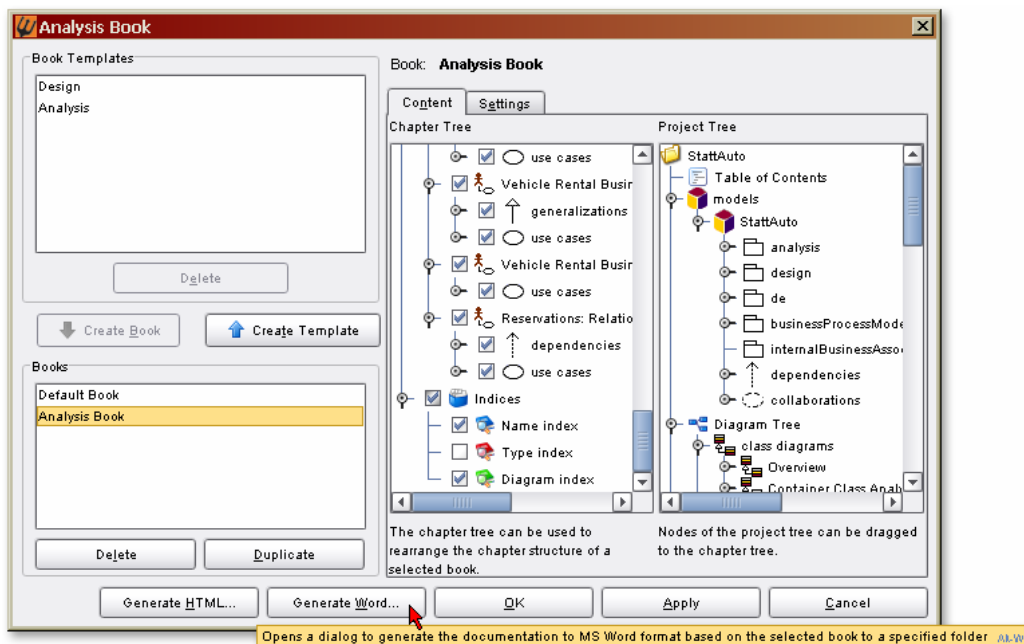 Analysis Book
Book Templates
Design
Analysis
Delete
Create Book
Create Template
Books
Default Book
Analysis Book
Delete
Duplicate
Book: Analysis Book
Content
Settings
Chapter Tree
use cases
Vehicle Rental Busir
generalizations
use cases
Vehicle Rental Busir
use cases
Reservations: Relatio
dependencies
use cases
Indices
Name index
Type index
Diagram index
The chapter tree can be used to
rearrange the chapter structure of a
selected book.
Project Tree
StattAuto
Table of Contents
models
StattAuto
analysis
design
de
businessProcessMode
internalBusinessAsso
dependencies
collaborations
Diagram Tree
class diagrams
Overview
Container Class Anab
Nodes of the project tree can be dragged
to the chapter tree.
Generate HTML...
Generate Word...
OK
Apply
Cancel
Opens a dialog to generate the documentation to MS Word format based on the selected book to a specified folder